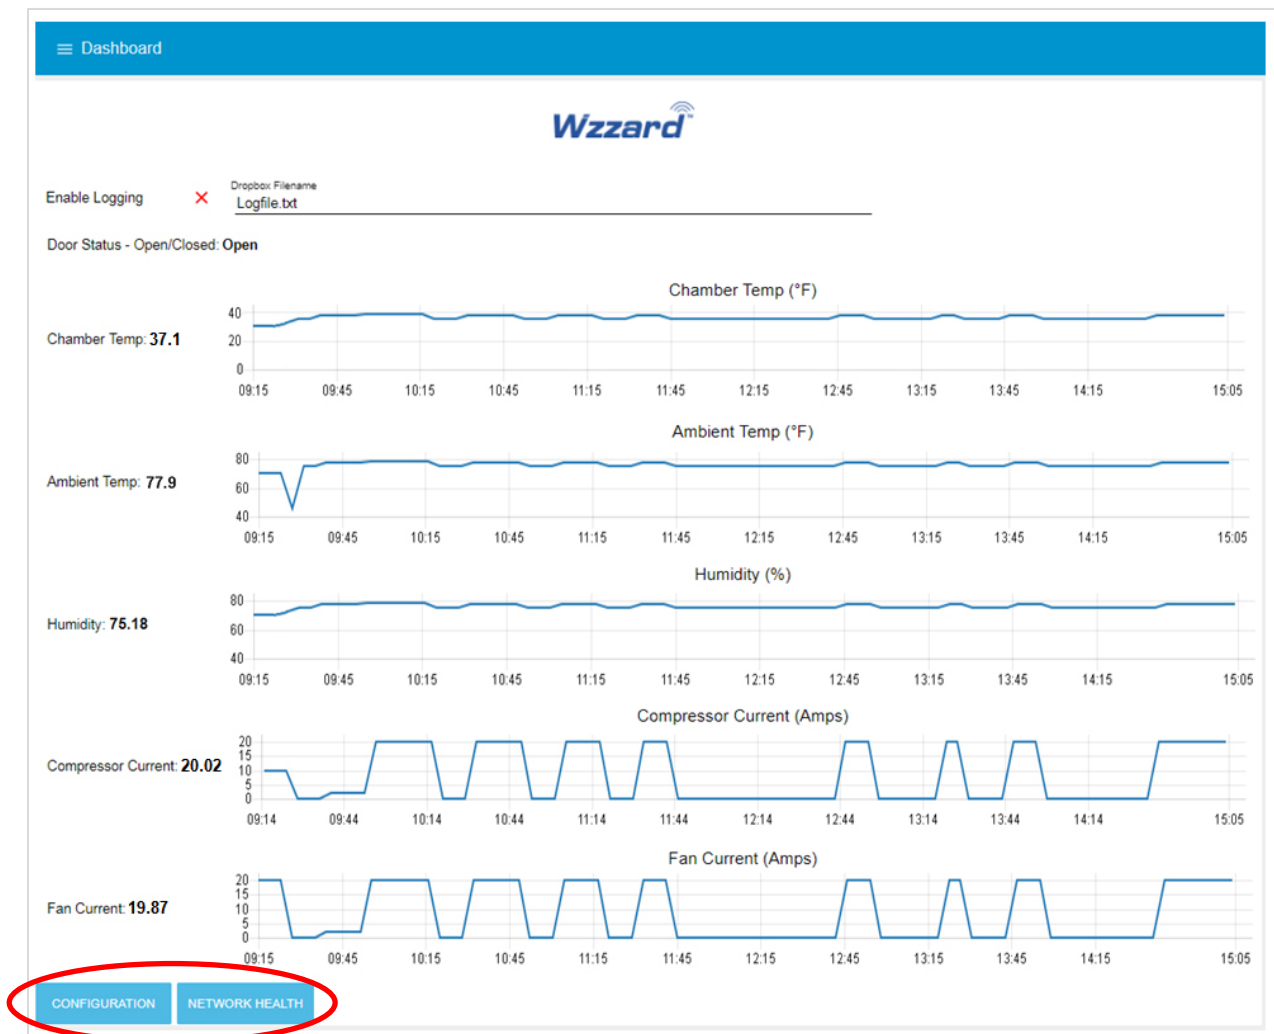 ≡ Dashboard
Wzzard™
Enable Logging
Dropbox Filename
Logfile.txt
Door Status - Open/Closed: Open
Chamber Temp (°F)
Chamber Temp: 37.1
40
20
0
09:15 09:45 10:15 10:45 11:15 11:45 12:15 12:45 13:15 13:45 14:15 15:05
Ambient Temp (°F)
Ambient Temp: 77.9
80
60
40
09:15 09:45 10:15 10:45 11:15 11:45 12:15 12:45 13:15 13:45 14:15 15:05
Humidity (%)
Humidity: 75.18
80
60
40
09:15 09:45 10:15 10:45 11:15 11:45 12:15 12:45 13:15 13:45 14:15 15:05
Compressor Current (Amps)
Compressor Current: 20.02
20
15
10
5
0
09:14 09:44 10:14 10:44 11:14 11:44 12:14 12:44 13:14 13:44 14:14 15:05
Fan Current (Amps)
Fan Current: 19.87
20
15
10
5
0
09:15 09:45 10:15 10:45 11:15 11:45 12:15 12:45 13:15 13:45 14:15 15:05
CONFIGURATION NETWORK HEALTH